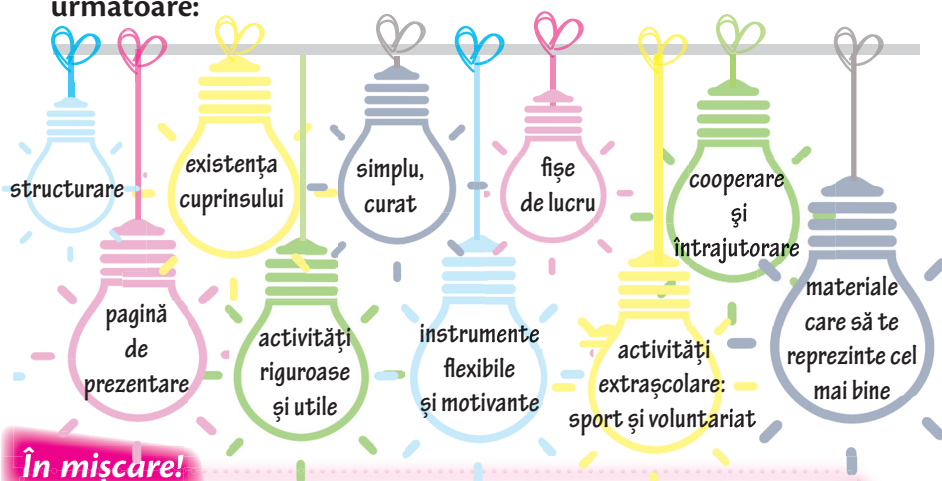 următoare:
structurare
existența
cuprinsului
simplu,
curat
fișe
de lucru
cooperare
și
întrajutorare
pagină
de
prezentare
activități
riguroase
și utile
instrumente
flexibile
și motivante
activități
extrașcolare:
sport și voluntariat
materiale
care să te
reprezinte cel
mai bine
În mișcare!